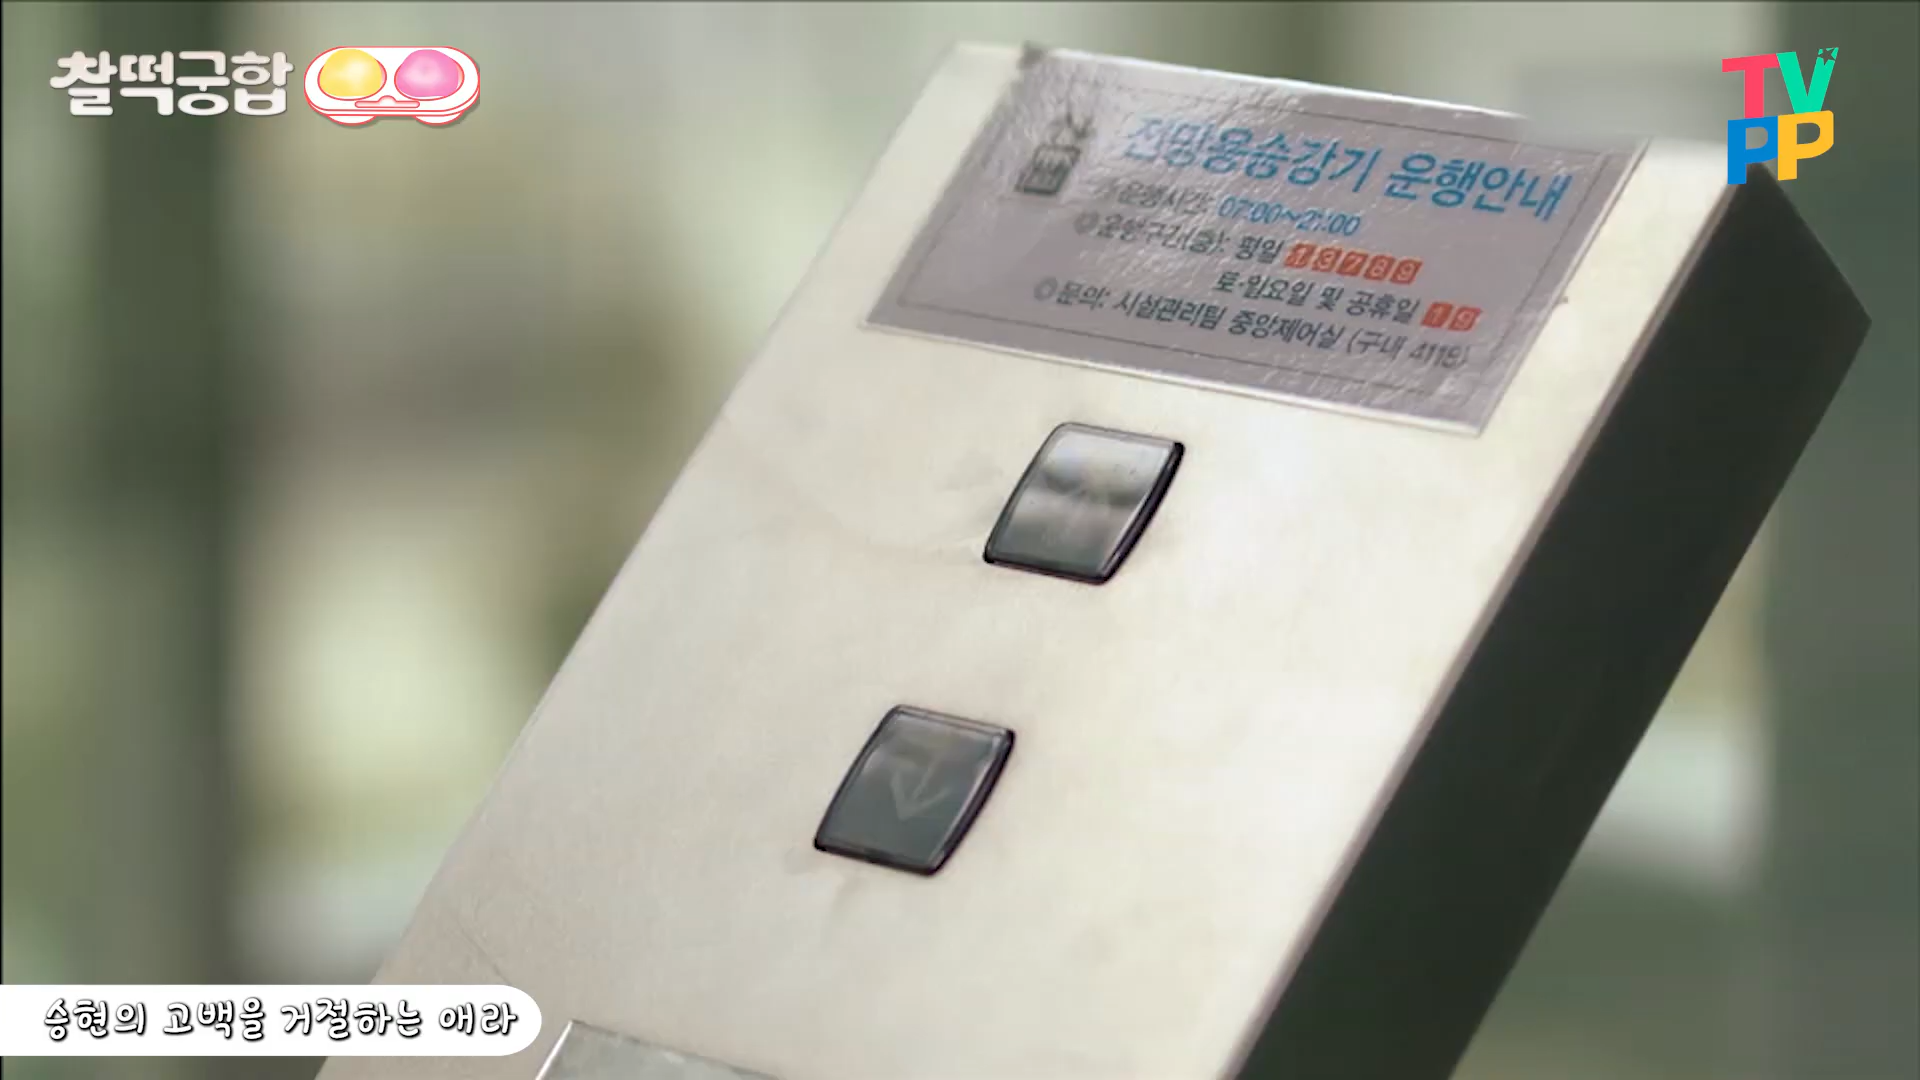 찰떡궁합
TV
PP
전망용승강기 운행안내
운행시간: 07:00~21:00
◎운행구간(층): 평일 1 3 7 8 9
토·일요일 및 공휴일 1 9
◎문의: 시설관리팀 중앙제어실 (구내 4118)
승현의 고백을 거절하는 애라